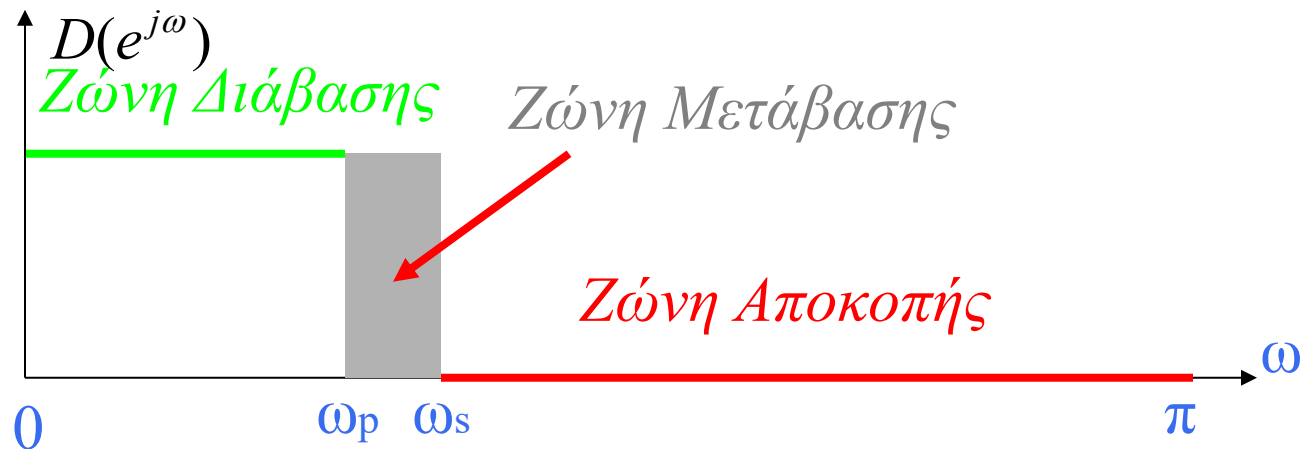 D(e^{jω})
Ζώνη Διάβασης
Ζώνη Μετάβασης
Ζώνη Αποκοπής
ω
0 ωp ωs π